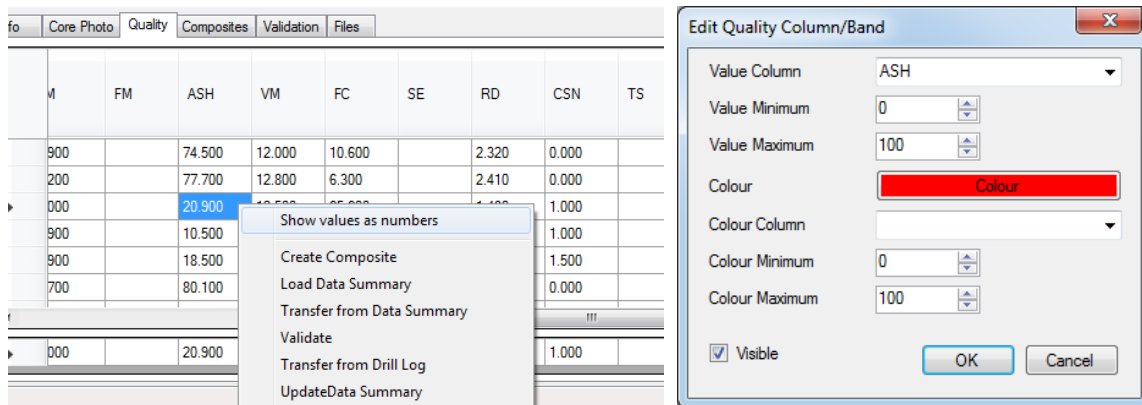 fo Core Photo Quality Composites Validation Files
M FM ASH VM FC SE RD CSN TS
900 74.500 12.000 10.600 2.320 0.000
200 77.700 12.800 6.300 2.410 0.000
000 20.900 1.000
900 10.500 1.000
900 18.500 1.500
700 80.100 0.000
000 20.900 1.000
Show values as numbers
Create Composite
Load Data Summary
Transfer from Data Summary
Validate
Transfer from Drill Log
UpdateData Summary
Edit Quality Column/Band
Value Column ASH
Value Minimum 0
Value Maximum 100
Colour Colour
Colour Column
Colour Minimum 0
Colour Maximum 100
Visible OK Cancel